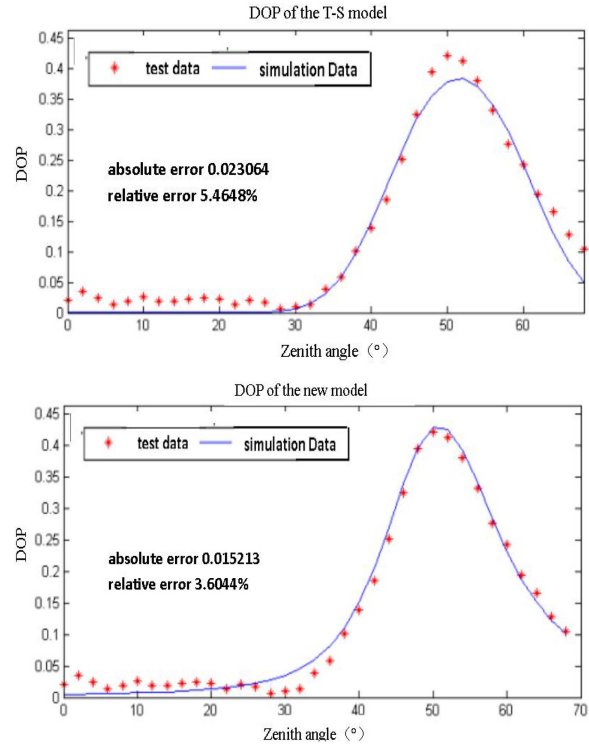 DOP of the T-S model
0.45
0.4
0.35
0.3
0.25
0.2
0.15
0.1
0.05
0
DOP
test data simulation Data
absolute error 0.023064
relative error 5.4648%
0 10 20 30 40 50 60
Zenith angle（°）
DOP of the new model
0.45
0.4
0.35
0.3
0.25
0.2
0.15
0.1
0.05
0
DOP
test data simulation Data
absolute error 0.015213
relative error 3.6044%
0 10 20 30 40 50 60 70
Zenith angle（°）